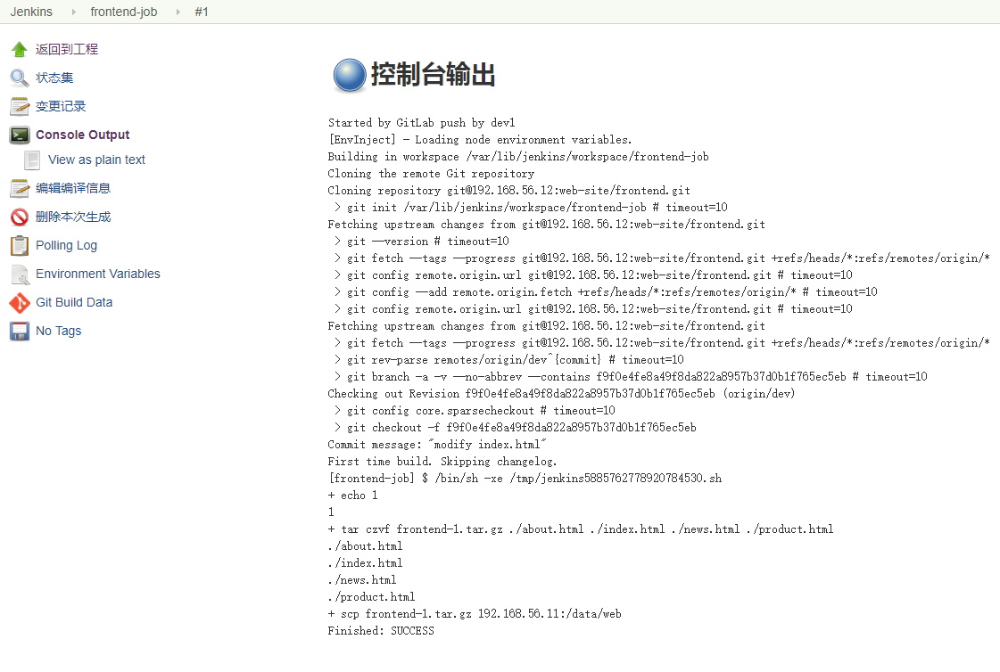 Jenkins frontend-job #1
返回到工程
状态集
变更记录
Console Output
View as plain text
编辑编译信息
删除本次生成
Polling Log
Environment Variables
Git Build Data
No Tags
控制台输出
Started by GitLab push by dev1
[EnvInject] - Loading node environment variables.
Building in workspace /var/lib/jenkins/workspace/frontend-job
Cloning the remote Git repository
Cloning repository git@192.168.56.12:web-site/frontend.git
 > git init /var/lib/jenkins/workspace/frontend-job # timeout=10
Fetching upstream changes from git@192.168.56.12:web-site/frontend.git
 > git --version # timeout=10
 > git fetch --tags --progress git@192.168.56.12:web-site/frontend.git +refs/heads/*:refs/remotes/origin/*
 > git config remote.origin.url git@192.168.56.12:web-site/frontend.git # timeout=10
 > git config --add remote.origin.fetch +refs/heads/*:refs/remotes/origin/* # timeout=10
 > git config remote.origin.url git@192.168.56.12:web-site/frontend.git # timeout=10
Fetching upstream changes from git@192.168.56.12:web-site/frontend.git
 > git fetch --tags --progress git@192.168.56.12:web-site/frontend.git +refs/heads/*:refs/remotes/origin/*
 > git rev-parse remotes/origin/dev^{commit} # timeout=10
 > git branch -a -v --no-abbrev --contains f9f0e4fe8a49f8da822a8957b37d0b1f765ec5eb # timeout=10
Checking out Revision f9f0e4fe8a49f8da822a8957b37d0b1f765ec5eb (origin/dev)
 > git config core.sparsecheckout # timeout=10
 > git checkout -f f9f0e4fe8a49f8da822a8957b37d0b1f765ec5eb
Commit message: "modify index.html"
First time build. Skipping changelog.
[frontend-job] $ /bin/sh -xe /tmp/jenkins5885762778920784530.sh
+ echo 1
1
+ tar czvf frontend-1.tar.gz ./about.html ./index.html ./news.html ./product.html
./about.html
./index.html
./news.html
./product.html
+ scp frontend-1.tar.gz 192.168.56.11:/data/web
Finished: SUCCESS